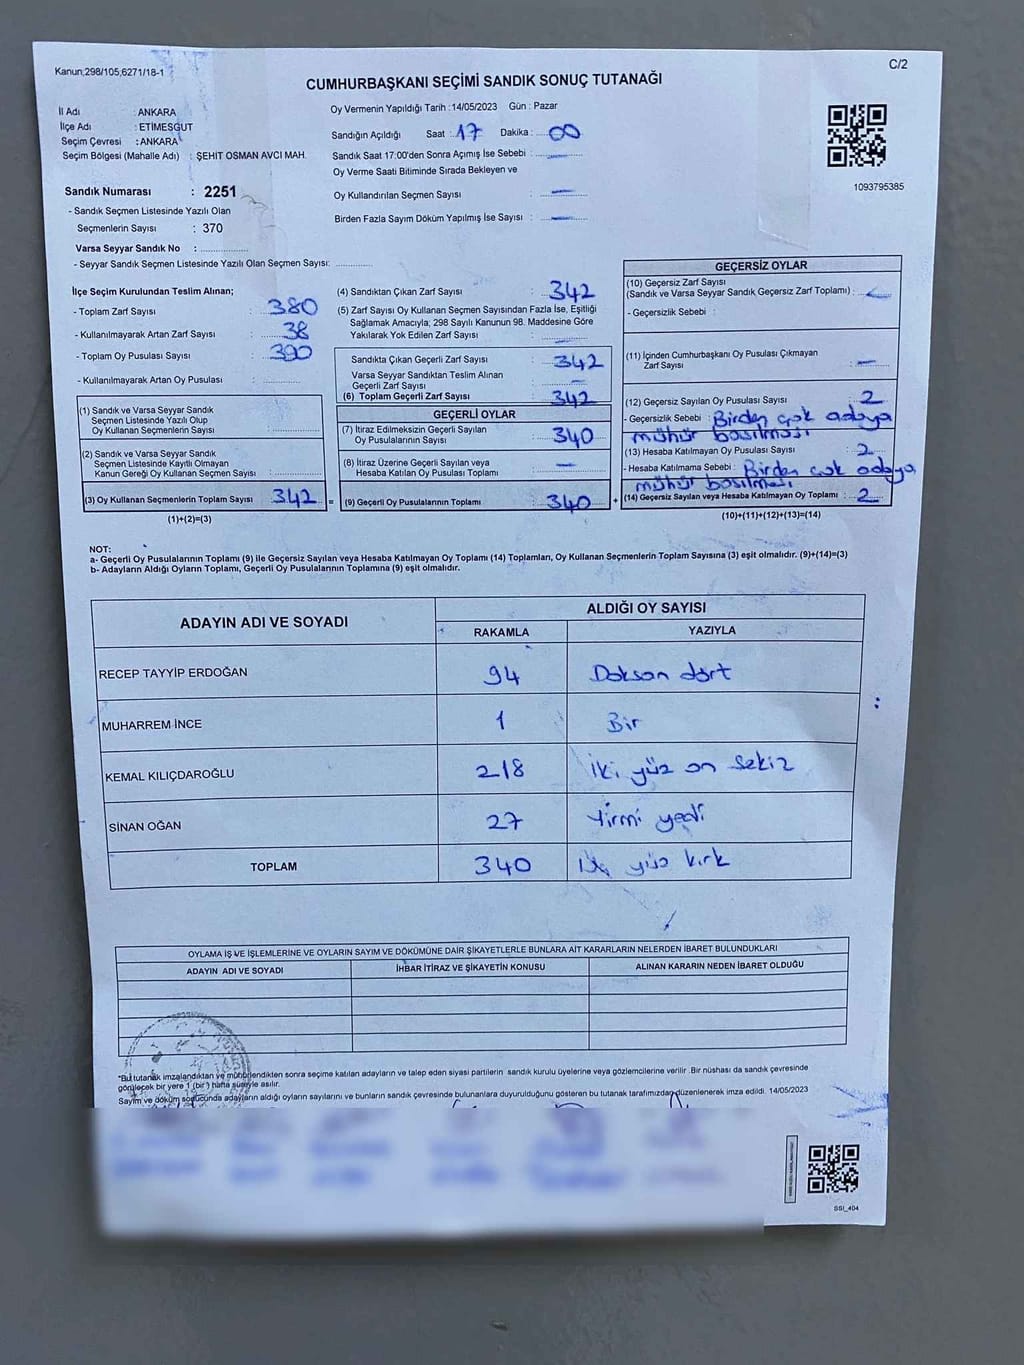 Kanun,298/105,6271/18-1
C/2
CUMHURBAŞKANI SEÇİMİ SANDIK SONUÇ TUTANAĞI
İl Adı : ANKARA
İlçe Adı : ETİMESGUT
Seçim Çevresi : ANKARA
Seçim Bölgesi (Mahalle Adı) : ŞEHİT OSMAN AVCI MAH.
Sandık Numarası : 2251
- Sandık Seçmen Listesinde Yazılı Olan
Seçmenlerin Sayısı : 370
Varsa Seyyar Sandık No :
- Seyyar Sandık Seçmen Listesinde Yazılı Olan Seçmen Sayısı:
Oy Vermenin Yapıldığı Tarih : 14/05/2023 Gün : Pazar
Sandığın Açıldığı Saat : 17 Dakika : 00
Sandık Saat 17:00'den Sonra Açımış İse Sebebi : —
Oy Verme Saati Bitiminde Sırada Bekleyen ve
Oy Kullandırılan Seçmen Sayısı : —
Birden Fazla Sayım Döküm Yapılmış İse Sayısı : —
1093795385
İlçe Seçim Kurulundan Teslim Alınan;
- Toplam Zarf Sayısı : 380
- Kullanılmayarak Artan Zarf Sayısı : 38
- Toplam Oy Pusulası Sayısı : 390
- Kullanılmayarak Artan Oy Pusulası :
(1) Sandık ve Varsa Seyyar Sandık
Seçmen Listesinde Yazılı Olup
Oy Kullanan Seçmenlerin Sayısı :
(2) Sandık ve Varsa Seyyar Sandık
Seçmen Listesinde Kayıtlı Olmayan
Kanun Gereği Oy Kullanan Seçmen Sayısı :
(3) Oy Kullanan Seçmenlerin Toplam Sayısı 342 =
(1)+(2)=(3)
(4) Sandıktan Çıkan Zarf Sayısı : 342
(5) Zarf Sayısı Oy Kullanan Seçmen Sayısından Fazla İse, Eşitliği
Sağlamak Amacıyla; 298 Sayılı Kanunun 98. Maddesine Göre
Yakılarak Yok Edilen Zarf Sayısı : —
Sandıkta Çıkan Geçerli Zarf Sayısı : 342
Varsa Seyyar Sandıktan Teslim Alınan
Geçerli Zarf Sayısı : —
(6) Toplam Geçerli Zarf Sayısı : 342
GEÇERLİ OYLAR
(7) İtiraz Edilmeksizin Geçerli Sayılan
Oy Pusulalarının Sayısı : 340
(8) İtiraz Üzerine Geçerli Sayılan veya
Hesaba Katılan Oy Pusulası Toplamı : —
(9) Geçerli Oy Pusulalarının Toplamı : 340 +
GEÇERSİZ OYLAR
(10) Geçersiz Zarf Sayısı
(Sandık ve Varsa Seyyar Sandık Geçersiz Zarf Toplamı) :
- Geçersizlik Sebebi :
(11) İçinden Cumhurbaşkanı Oy Pusulası Çıkmayan
Zarf Sayısı : —
(12) Geçersiz Sayılan Oy Pusulası Sayısı : 2
- Geçersizlik Sebebi : Birden çok adaya
mühür basılması
(13) Hesaba Katılmayan Oy Pusulası Sayısı : 2
- Hesaba Katılmama Sebebi : Birden çok adaya
mühür basılması
(14) Geçersiz Sayılan veya Hesaba Katılmayan Oy Toplamı : 2
(10)+(11)+(12)+(13)=(14)
NOT:
a- Geçerli Oy Pusulalarının Toplamı (9) ile Geçersiz Sayılan veya Hesaba Katılmayan Oy Toplamı (14) Toplamları, Oy Kullanan Seçmenlerin Toplam Sayısına (3) eşit olmalıdır. (9)+(14)=(3)
b- Adayların Aldığı Oyların Toplamı, Geçerli Oy Pusulalarının Toplamına (9) eşit olmalıdır.
ADAYIN ADI VE SOYADI
ALDIĞI OY SAYISI
RAKAMLA YAZIYLA
RECEP TAYYİP ERDOĞAN 94 Doksan dört
MUHARREM İNCE 1 Bir
KEMAL KILIÇDAROĞLU 218 iki yüz on sekiz
SİNAN OĞAN 27 Yirmi yedi
TOPLAM 340 yüz kırk
OYLAMA İŞ VE İŞLEMLERİNE VE OYLARIN SAYIM VE DÖKÜMÜNE DAİR ŞİKAYETLERLE BUNLARA AİT KARARLARIN NELERDEN İBARET BULUNDUKLARI
ADAYIN ADI VE SOYADI İHBAR İTİRAZ VE ŞİKAYETİN KONUSU ALINAN KARARIN NEDEN İBARET OLDUĞU
*Bu tutanak imzalandıktan ve mühürlendikten sonra seçime katılan adayların ve talep eden siyasi partilerin sandık kurulu üyelerine veya gözlemcilerine verilir .Bir nüshası da sandık çevresinde
görülecek bir yere 1 (bir ) hafta süreyle asılır.
Sayım ve döküm sonucunda adayların aldığı oyların sayılarını ve bunların sandık çevresinde bulunanlara duyurulduğunu gösteren bu tutanak tarafımızdan düzenlenerek imza edildi. 14/05/2023
SSİ_404